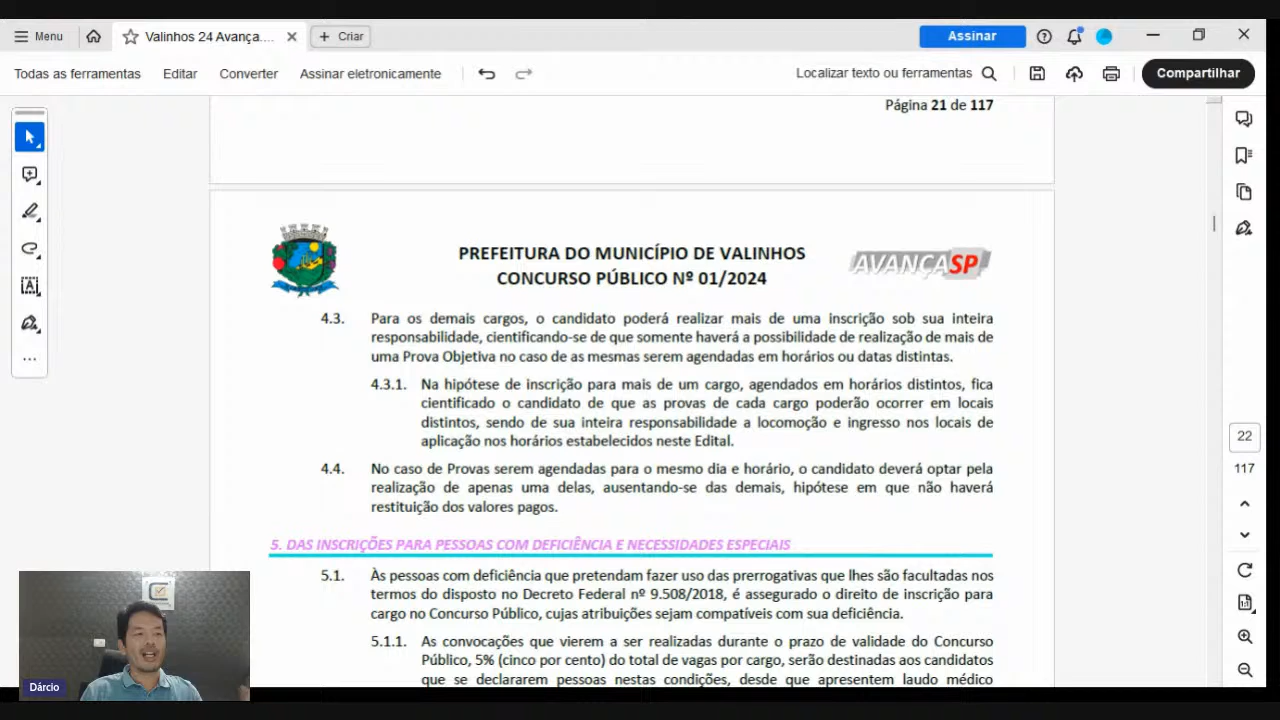 Menu
Valinhos 24 Avança....
Criar
Assinar
Todas as ferramentas
Editar
Converter
Assinar eletronicamente
Localizar texto ou ferramentas
Compartilhar
Página 21 de 117
PREFEITURA DO MUNICÍPIO DE VALINHOS
CONCURSO PÚBLICO Nº 01/2024
AVANÇASP
4.3. Para os demais cargos, o candidato poderá realizar mais de uma inscrição sob sua inteira
responsabilidade, cientificando-se de que somente haverá a possibilidade de realização de mais de
uma Prova Objetiva no caso de as mesmas serem agendadas em horários ou datas distintas.
4.3.1. Na hipótese de inscrição para mais de um cargo, agendados em horários distintos, fica
cientificado o candidato de que as provas de cada cargo poderão ocorrer em locais
distintos, sendo de sua inteira responsabilidade a locomoção e ingresso nos locais de
aplicação nos horários estabelecidos neste Edital.
4.4. No caso de Provas serem agendadas para o mesmo dia e horário, o candidato deverá optar pela
realização de apenas uma delas, ausentando-se das demais, hipótese em que não haverá
restituição dos valores pagos.
5. DAS INSCRIÇÕES PARA PESSOAS COM DEFICIÊNCIA E NECESSIDADES ESPECIAIS
5.1. Às pessoas com deficiência que pretendam fazer uso das prerrogativas que lhes são facultadas nos
termos do disposto no Decreto Federal nº 9.508/2018, é assegurado o direito de inscrição para
cargo no Concurso Público, cujas atribuições sejam compatíveis com sua deficiência.
5.1.1. As convocações que vierem a ser realizadas durante o prazo de validade do Concurso
Público, 5% (cinco por cento) do total de vagas por cargo, serão destinadas aos candidatos
que se declararem pessoas nestas condições, desde que apresentem laudo médico
22
117
Dárcio